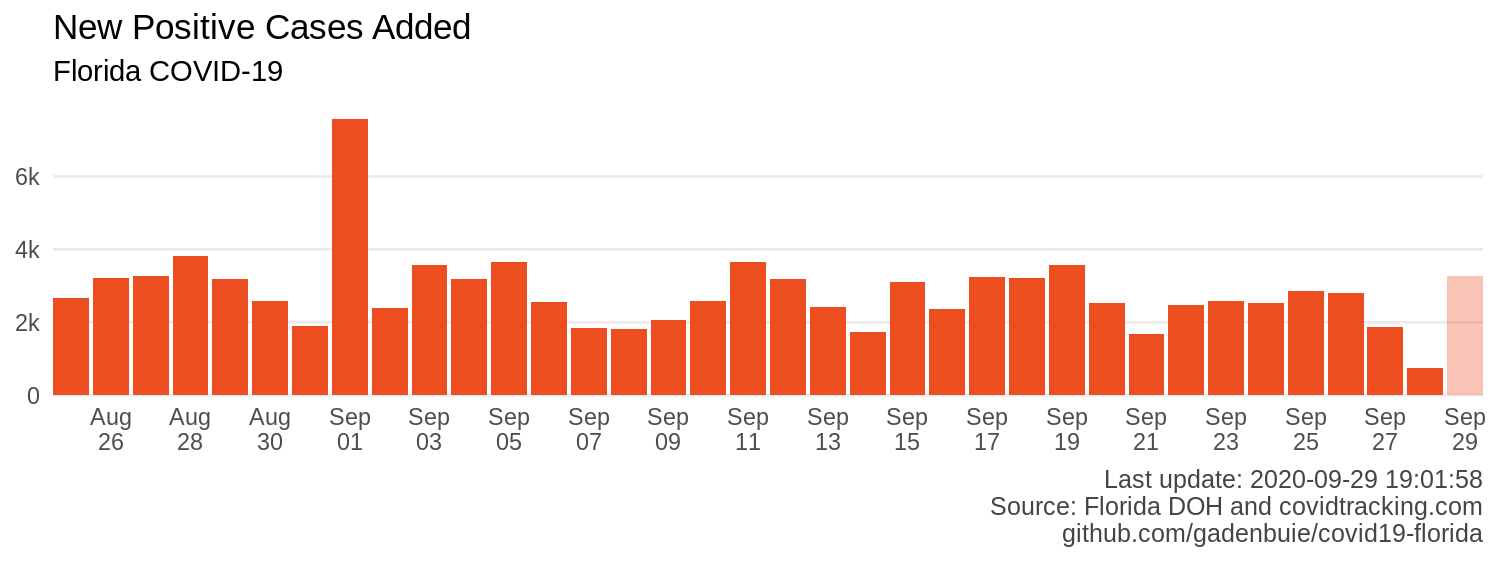 New Positive Cases Added
Florida COVID-19
6k
4k
2k
0
Aug Aug Aug Sep Sep Sep Sep Sep Sep Sep Sep Sep Sep Sep Sep Sep Sep Sep
26 28 30 01 03 05 07 09 11 13 15 17 19 21 23 25 27 29
Last update: 2020-09-29 19:01:58
Source: Florida DOH and covidtracking.com
github.com/gadenbuie/covid19-florida